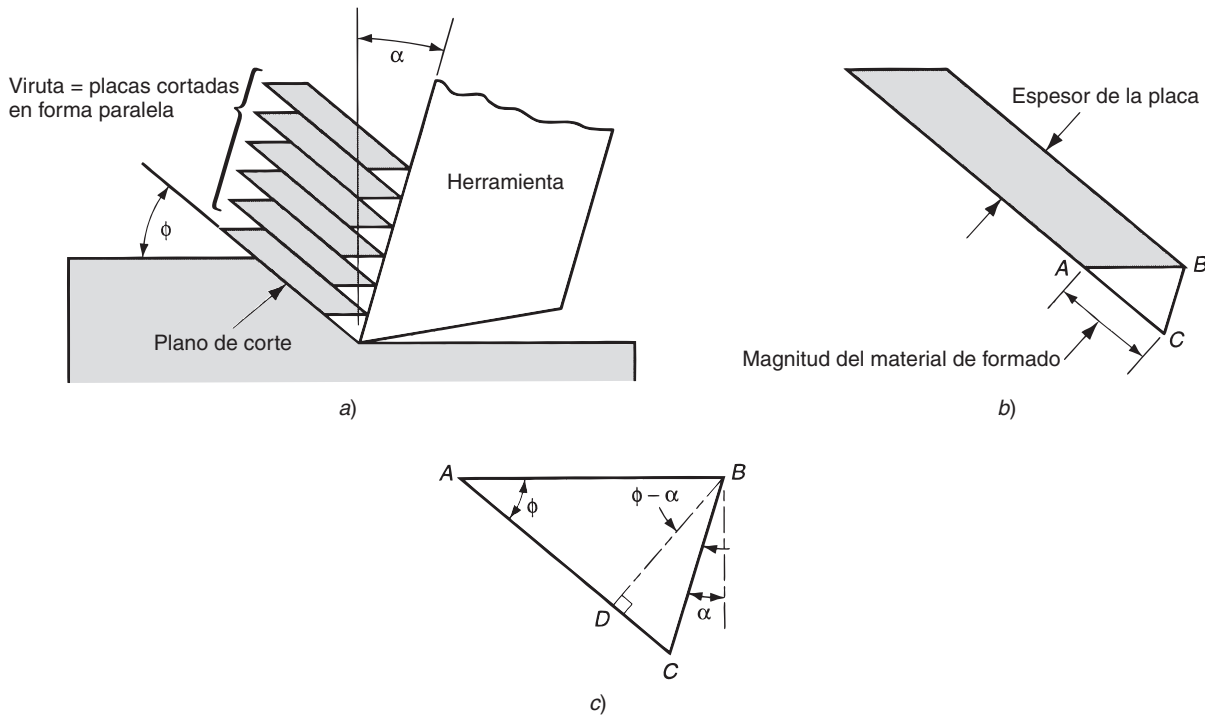 α
Viruta = placas cortadas
en forma paralela
Herramienta
ϕ
Plano de corte
a)
Espesor de la placa
A
B
C
Magnitud del material de formado
b)
A
B
ϕ
ϕ – α
D
α
C
c)